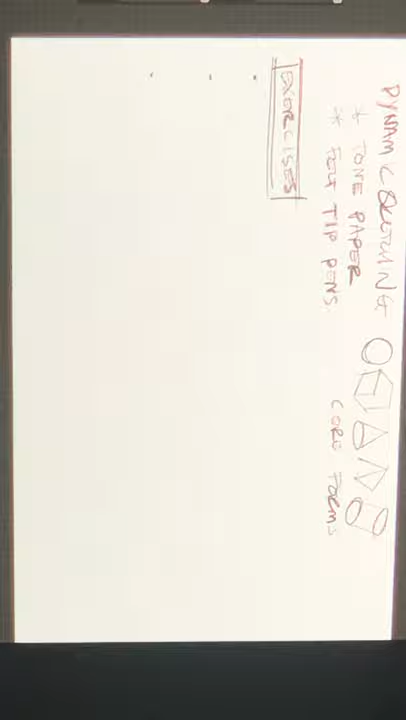 DYNAMIC SKETCHING
* TONE PAPER
* FELT TIP PENS.
CORE FORMS
EXERCISES